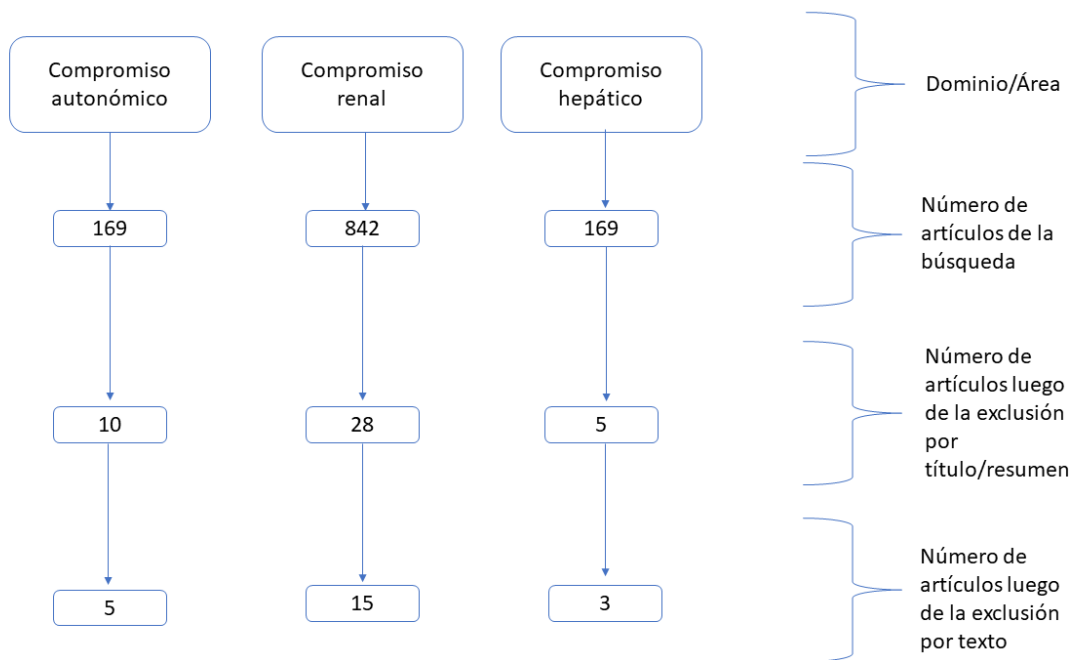 Compromiso
autonómico
Compromiso
renal
Compromiso
hepático
Dominio/Área
169
842
169
Número de
artículos de la
búsqueda
10
28
5
Número de
artículos luego
de la exclusión
por
título/resumen
5
15
3
Número de
artículos luego
de la exclusión
por texto